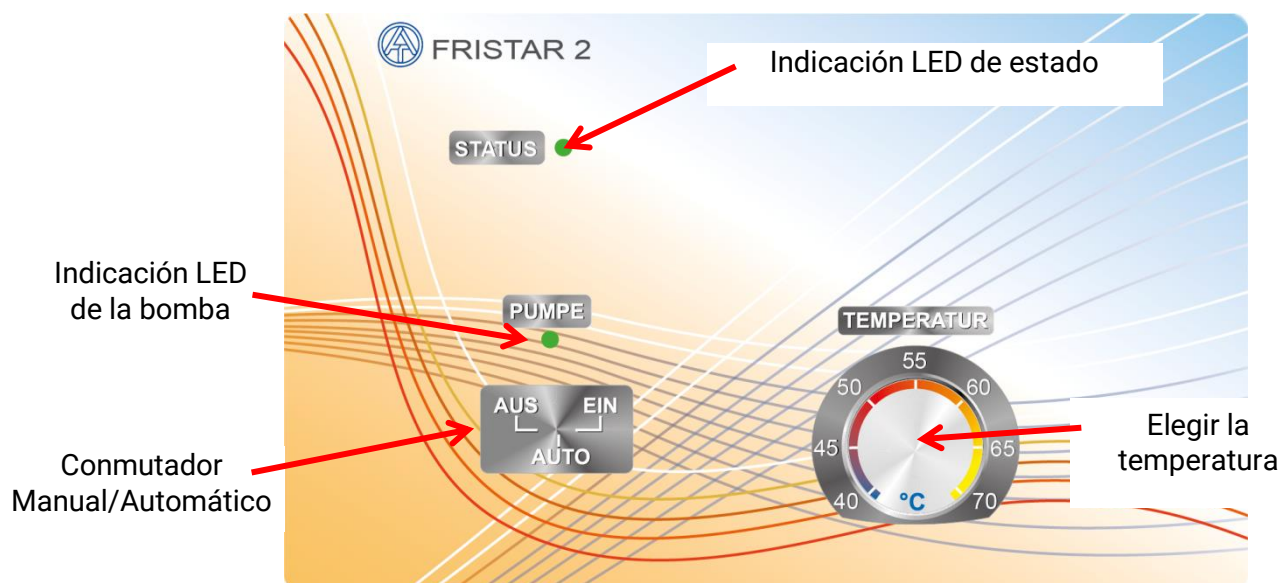 FRISTAR 2
Indicación LED de estado
STATUS
Indicación LED
de la bomba
PUMPE
TEMPERATUR
55
50
60
AUS
EIN
AUTO
45
65
Elegir la
temperatura
Conmutador
Manual/Automático
40
°C
70